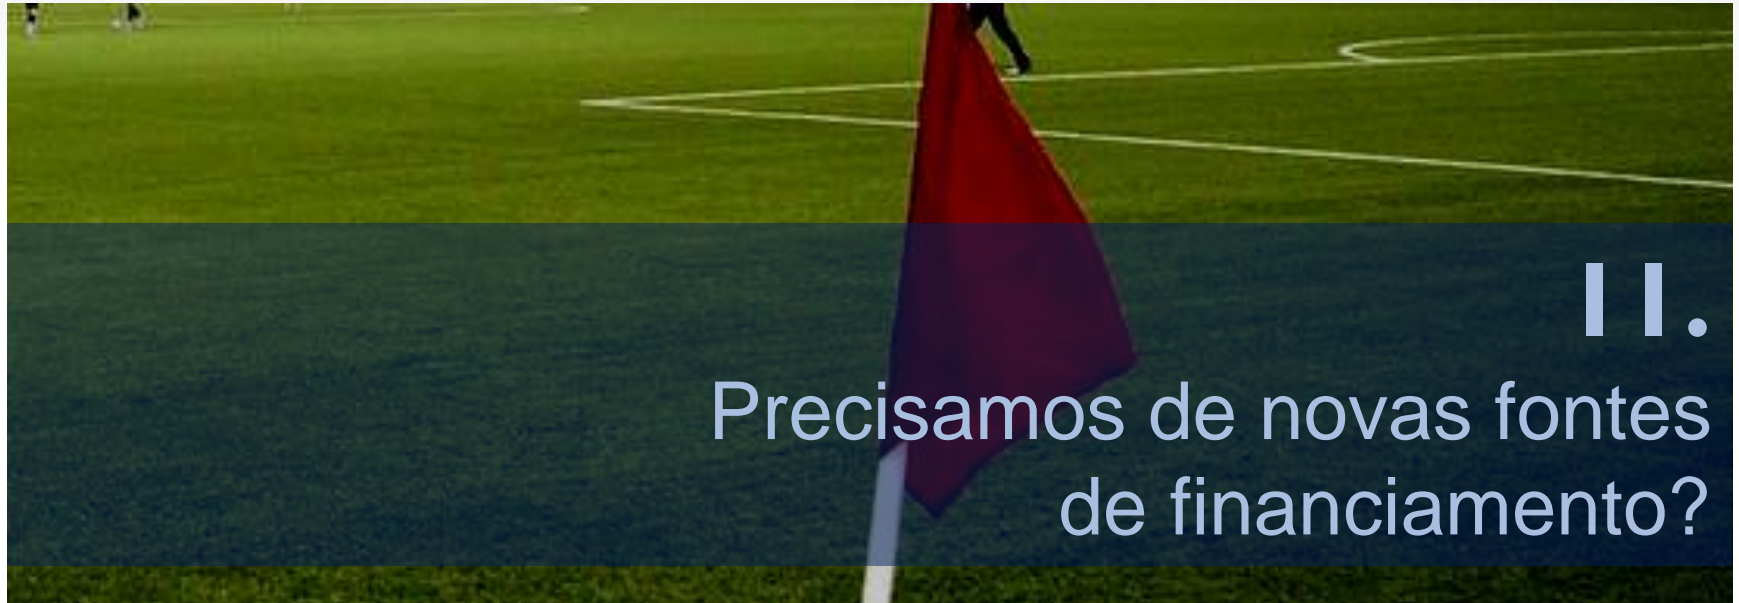 II.
Precisamos de novas fontes
de financiamento?